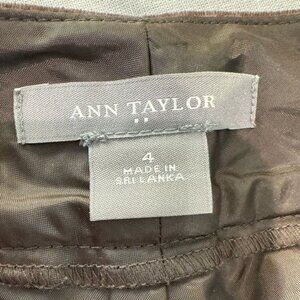 ANN TAYLOR
4
MADE IN
SRI LANKA